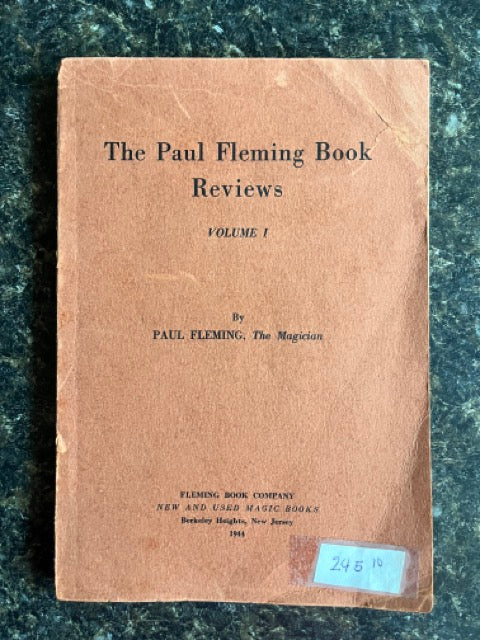 The Paul Fleming Book
Reviews
VOLUME I
By
PAUL FLEMING, The Magician
FLEMING BOOK COMPANY
NEW AND USED MAGIC BOOKS
Berkeley Heights, New Jersey
1944
245 10